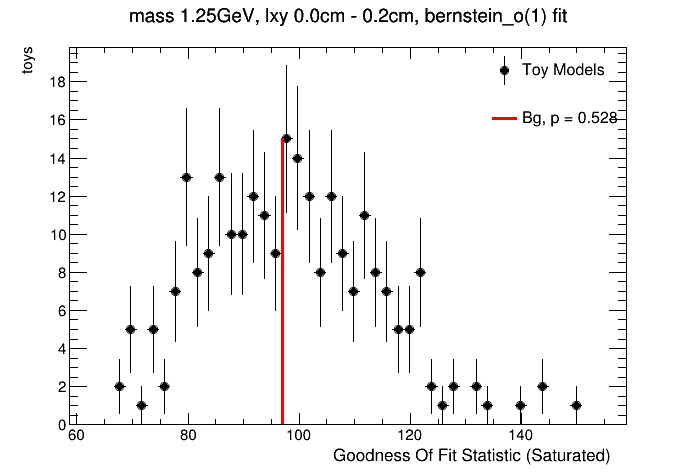 mass 1.25GeV, lxy 0.0cm - 0.2cm, bernstein_o(1) fit
toys
18
16
14
12
10
8
6
4
2
0
Toy Models
Bg, p = 0.528
60 80 100 120 140
Goodness Of Fit Statistic (Saturated)